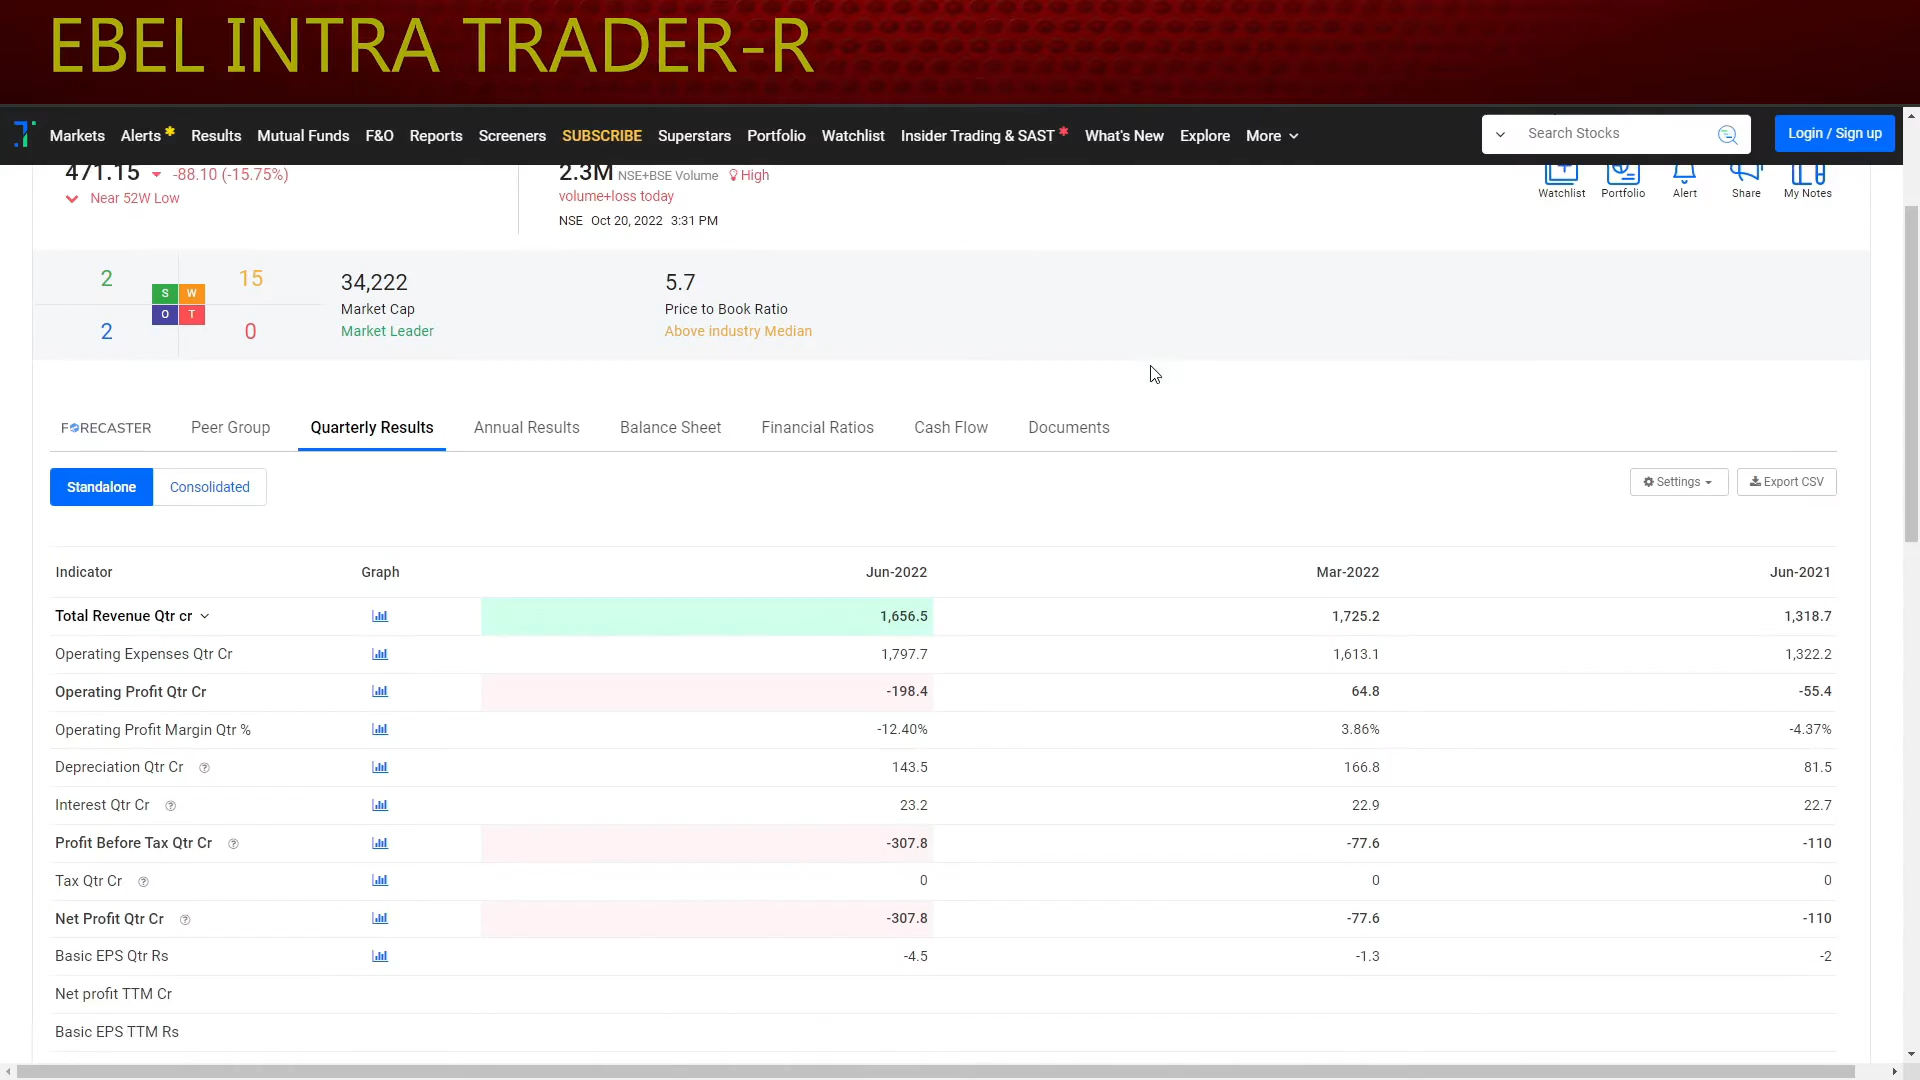 EBEL INTRA TRADER-R
Markets Alerts * Results Mutual Funds F&O Reports Screeners SUBSCRIBE Superstars Portfolio Watchlist Insider Trading & SAST * What's New Explore More Search Stocks Login / Sign up
471.15 -88.10 (-15.75%) 2.3M NSE+BSE Volume High
Near 52W Low volume+loss today Watchlist Portfolio Alert Share My Notes
NSE Oct 20, 2022 3:31 PM
2 15 34,222 5.7
S W Market Cap Price to Book Ratio
O T
2 0 Market Leader Above industry Median
FORECASTER Peer Group Quarterly Results Annual Results Balance Sheet Financial Ratios Cash Flow Documents
Standalone Consolidated Settings Export CSV
Indicator Graph Jun-2022 Mar-2022 Jun-2021
Total Revenue Qtr cr 1,656.5 1,725.2 1,318.7
Operating Expenses Qtr Cr 1,797.7 1,613.1 1,322.2
Operating Profit Qtr Cr -198.4 64.8 -55.4
Operating Profit Margin Qtr % -12.40% 3.86% -4.37%
Depreciation Qtr Cr ? 143.5 166.8 81.5
Interest Qtr Cr ? 23.2 22.9 22.7
Profit Before Tax Qtr Cr ? -307.8 -77.6 -110
Tax Qtr Cr ? 0 0 0
Net Profit Qtr Cr ? -307.8 -77.6 -110
Basic EPS Qtr Rs -4.5 -1.3 -2
Net profit TTM Cr
Basic EPS TTM Rs